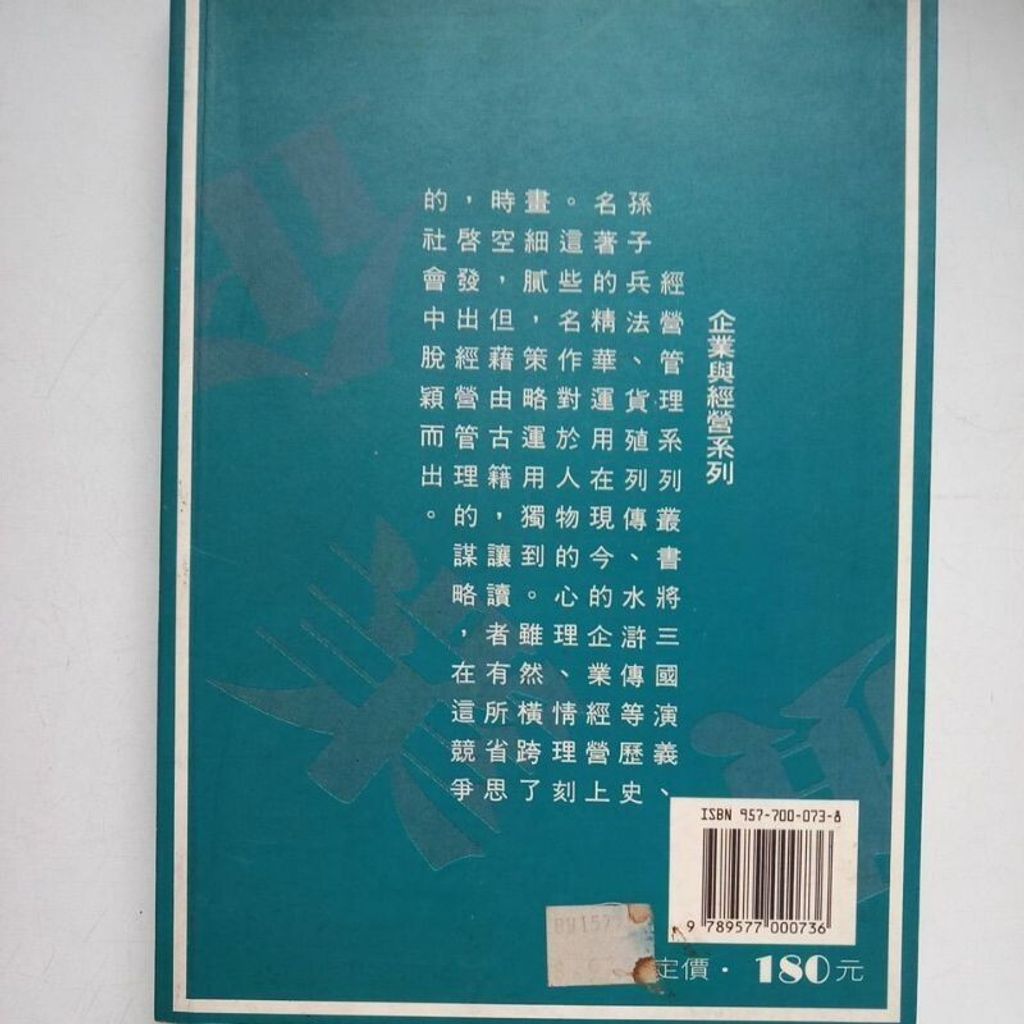 企業與經營系列
經營管理系列叢書將三國演義、
孫子兵法、貨殖列傳、水滸傳等歷史
名著的精華運用在現今的企業經營上
。這些名作對於人物的心理、情理刻
畫細膩，策略運用獨到。雖然橫跨了
時空，但藉由古籍，讓讀者有所省思
，啓發出經營管理的謀略，在這競爭
的社會中脫穎而出。
ISBN 957-700-073-8
9 789577 000736
定價·180元